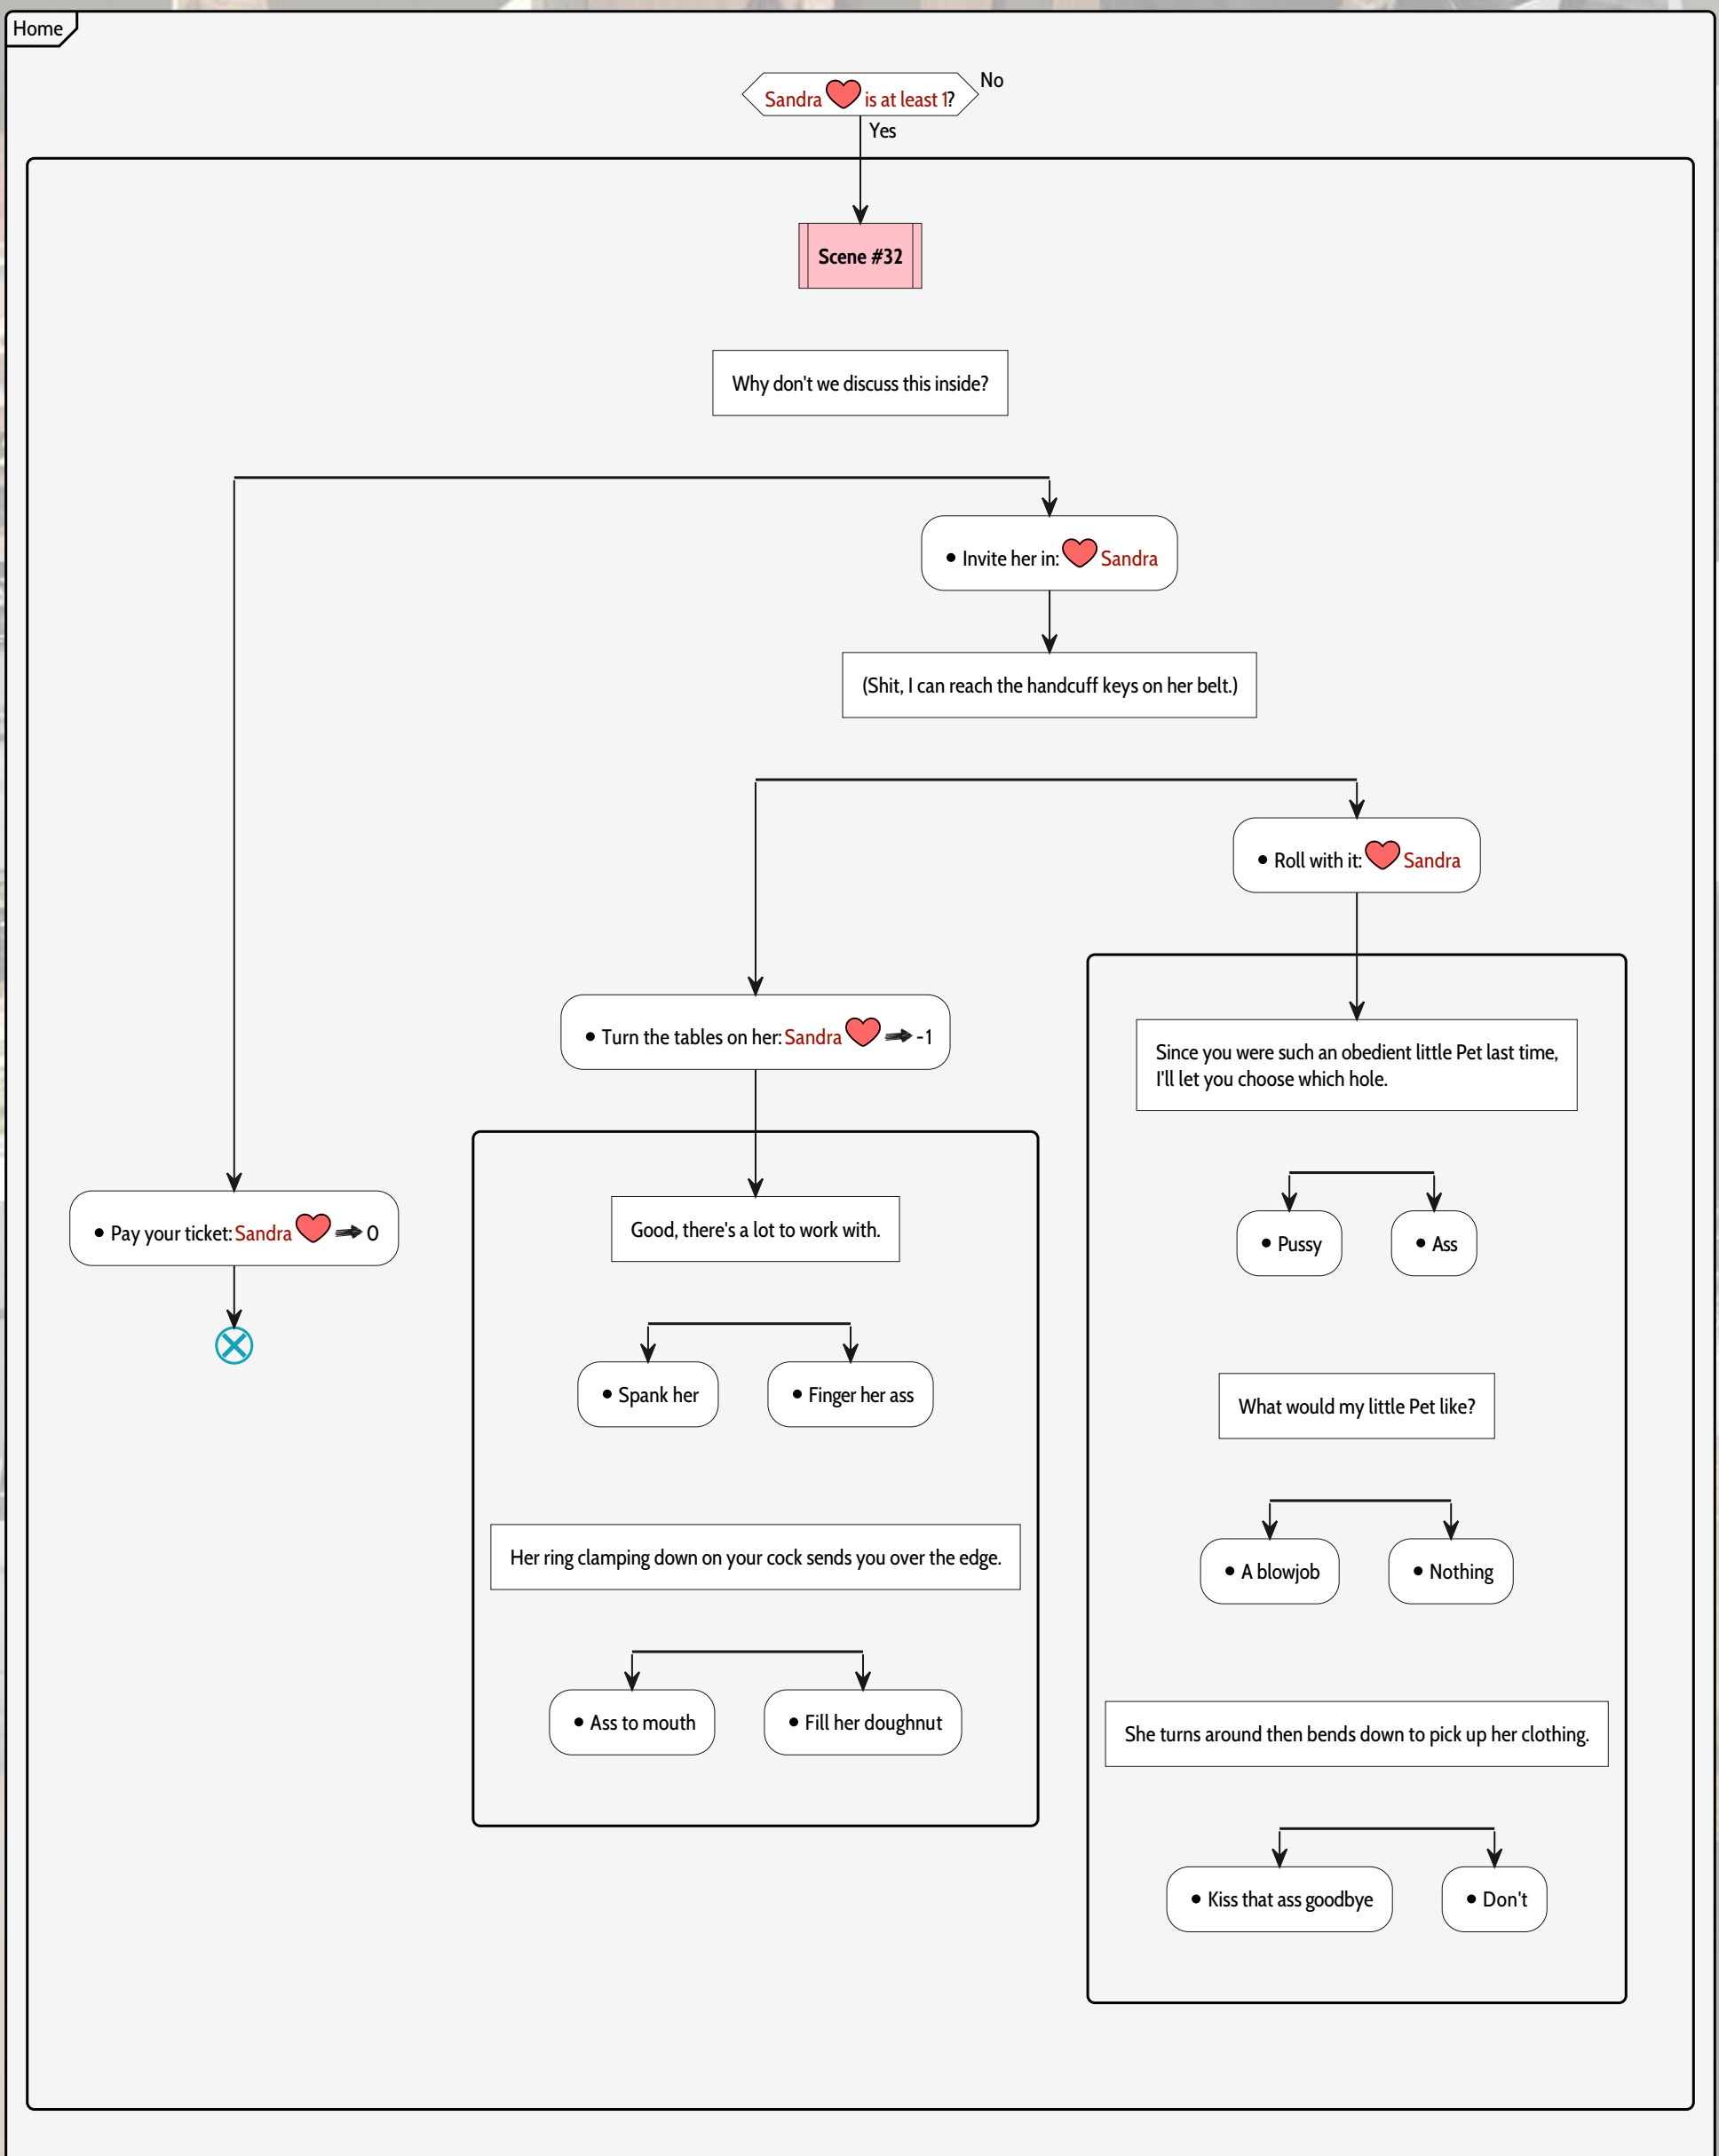 Home
Sandra is at least 1?
No
Yes
Scene #32
Why don't we discuss this inside?
• Invite her in: Sandra
(Shit, I can reach the handcuff keys on her belt.)
• Roll with it: Sandra
• Turn the tables on her: Sandra -1
Since you were such an obedient little Pet last time,
I'll let you choose which hole.
• Pay your ticket: Sandra 0
Good, there's a lot to work with.
• Pussy
• Ass
• Spank her
• Finger her ass
What would my little Pet like?
Her ring clamping down on your cock sends you over the edge.
• A blowjob
• Nothing
• Ass to mouth
• Fill her doughnut
She turns around then bends down to pick up her clothing.
• Kiss that ass goodbye
• Don't